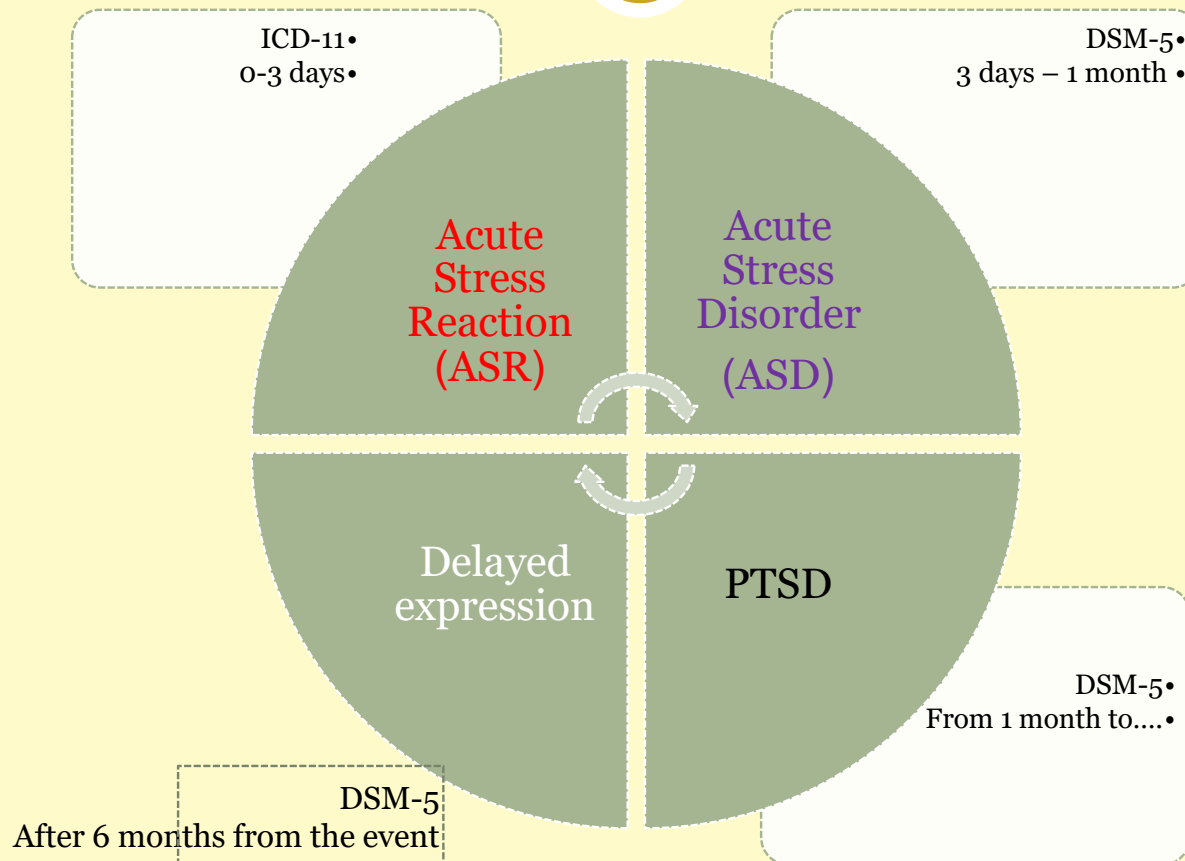 ICD-11•
0-3 days•
DSM-5•
3 days – 1 month •
Acute
Stress
Reaction
(ASR)
Acute
Stress
Disorder
(ASD)
Delayed
expression
PTSD
DSM-5•
From 1 month to....•
DSM-5
After 6 months from the event